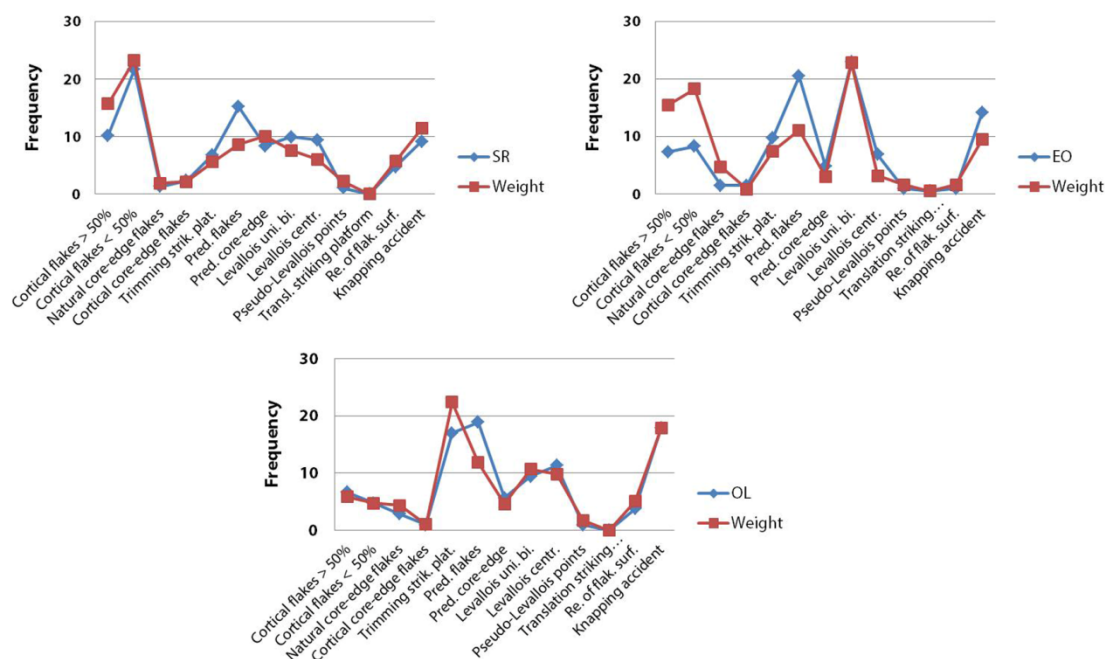 30
20
10
0
Frequency
Cortical flakes > 50%
Cortical flakes < 50%
Natural core-edge flakes
Cortical core-edge flakes
Trimming strik. plat.
Pred. flakes
Pred. core-edge
Levallois uni. bi.
Levallois centr.
Pseudo-Levallois points
Transl. striking platform
Re. of flak. surf.
Knapping accident
SR
Weight
30
20
10
0
Frequency
Cortical flakes > 50%
Cortical flakes < 50%
Natural core-edge flakes
Cortical core-edge flakes
Trimming strik. plat.
Pred. flakes
Pred. core-edge
Levallois uni. bi.
Levallois centr.
Pseudo-Levallois points
Translation striking...
Re. of flak. surf.
Knapping accident
EO
Weight
30
20
10
0
Frequency
Cortical flakes > 50%
Cortical flakes < 50%
Natural core-edge flakes
Cortical core-edge flakes
Trimming strik. plat.
Pred. flakes
Pred. core-edge
Levallois uni. bi.
Levallois centr.
Pseudo-Levallois points
Translation striking...
Re. of flak. surf.
Knapping accident
OL
Weight